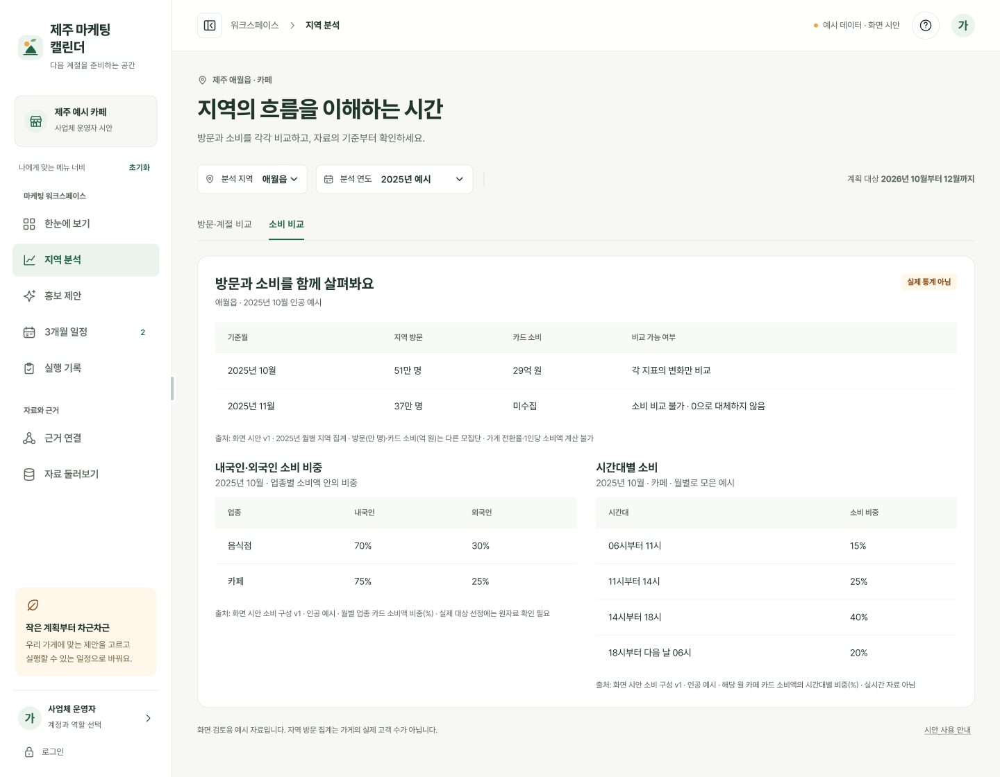 제주 마케팅
캘린더
다음 계절을 준비하는 공간
제주 예시 카페
사업체 운영자 시안
나에게 맞는 메뉴 너비
초기화
마케팅 워크스페이스
한눈에 보기
지역 분석
홍보 제안
3개월 일정
2
실행 기록
자료와 근거
근거 연결
자료 둘러보기
작은 계획부터 차근차근
우리 가게에 맞는 제안을 고르고
실행할 수 있는 일정으로 바꿔요.
가
사업체 운영자
계정과 역할 선택
로그인
워크스페이스
지역 분석
예시 데이터 · 화면 시안
가
제주 애월읍 · 카페
지역의 흐름을 이해하는 시간
방문과 소비를 각각 비교하고, 자료의 기준부터 확인하세요.
분석 지역 애월읍
분석 연도 2025년 예시
계획 대상 2026년 10월부터 12월까지
방문·계절 비교
소비 비교
방문과 소비를 함께 살펴봐요
실제 통계 아님
애월읍 · 2025년 10월 인공 예시
기준월 지역 방문 카드 소비 비교 가능 여부
2025년 10월 51만 명 29억 원 각 지표의 변화만 비교
2025년 11월 37만 명 미수집 소비 비교 불가 · 0으로 대체하지 않음
출처: 화면 시안 v1 · 2025년 월별 지역 집계 · 방문(만 명)·카드 소비(억 원)는 다른 모집단 · 가게 전환율·1인당 소비액 계산 불가
내국인·외국인 소비 비중
2025년 10월 · 업종별 소비액 안의 비중
업종 내국인 외국인
음식점 70% 30%
카페 75% 25%
출처: 화면 시안 소비 구성 v1 · 인공 예시 · 월별 업종 카드 소비액 비중(%) · 실제 대상 선정에는 원자료 확인 필요
시간대별 소비
2025년 10월 · 카페 · 월별로 모은 예시
시간대 소비 비중
06시부터 11시 15%
11시부터 14시 25%
14시부터 18시 40%
18시부터 다음 날 06시 20%
출처: 화면 시안 소비 구성 v1 · 인공 예시 · 해당 월 카페 카드 소비액의 시간대별 비중(%) · 실시간 자료 아님
화면 검토용 예시 자료입니다. 지역 방문 집계는 가게의 실제 고객 수가 아닙니다.
시안 사용 안내